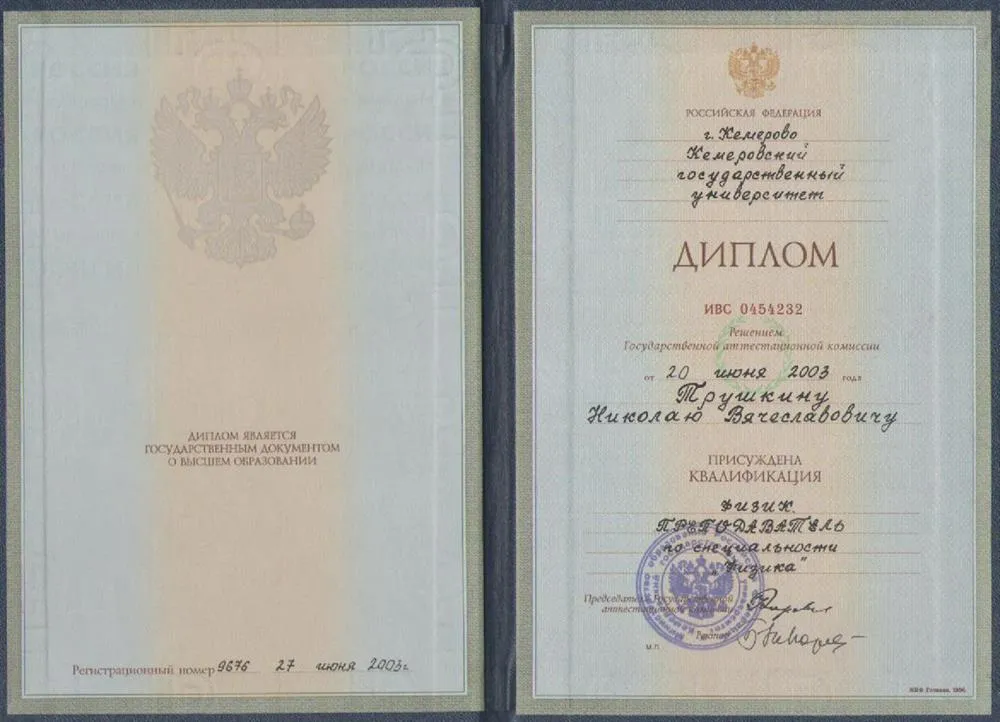 ДИПЛОМ ЯВЛЯЕТСЯ
ГОСУДАРСТВЕННЫМ ДОКУМЕНТОМ
О ВЫСШЕМ ОБРАЗОВАНИИ
Регистрационный номер 9676 27 июня 2003г.
РОССИЙСКАЯ ФЕДЕРАЦИЯ
г. Кемерово
Кемеровский
государственный
университет
ДИПЛОМ
ИВС 0454232
Решением
Государственной аттестационной комиссии
от 20 июня 2003 года
Трушкину
Николаю Вячеславовичу
ПРИСУЖДЕНА
КВАЛИФИКАЦИЯ
ФИЗИК.
ПРЕПОДАВАТЕЛЬ
по специальности
„Физика"
Председатель Государственной
аттестационной комиссии
Ректор
М.П.